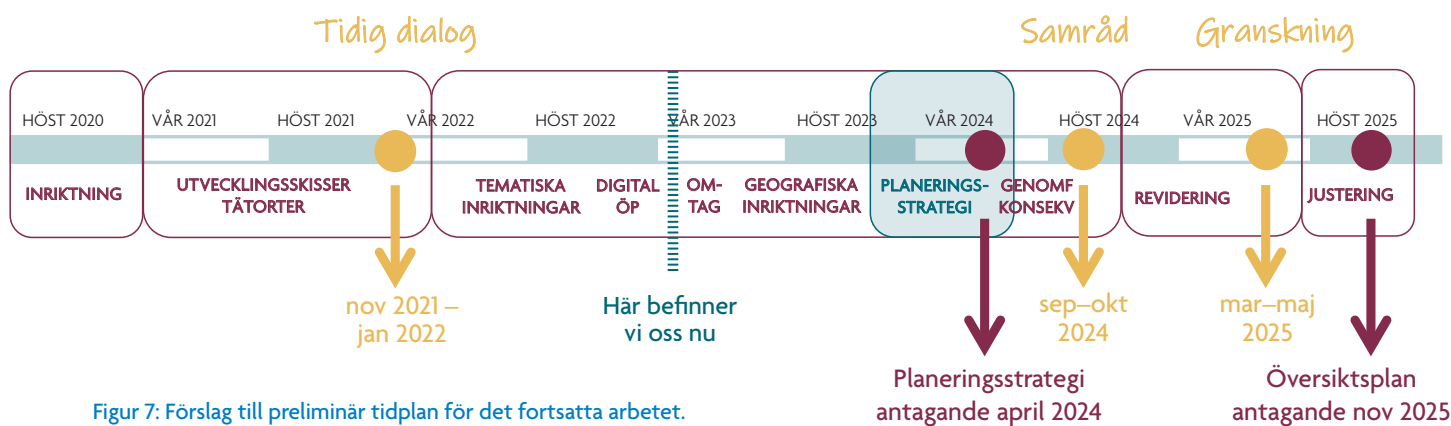 Tidig dialog
Samråd
Granskning
HÖST 2020
VÅR 2021
HÖST 2021
VÅR 2022
HÖST 2022
VÅR 2023
HÖST 2023
VÅR 2024
HÖST 2024
VÅR 2025
HÖST 2025
INRIKTNING
UTVECKLINGSSKISSER
TÄTORTER
TEMATISKA
INRIKTNINGAR
DIGITAL
ÖP
OM-
TAG
GEOGRAFISKA
INRIKTNINGAR
PLANERINGS-
STRATEGI
GENOMF
KONSEKV
REVIDERING
JUSTERING
nov 2021 –
jan 2022
Här befinner
vi oss nu
sep–okt
2024
mar–maj
2025
Planeringsstrategi
antagande april 2024
Översiktsplan
antagande nov 2025
Figur 7: Förslag till preliminär tidplan för det fortsatta arbetet.